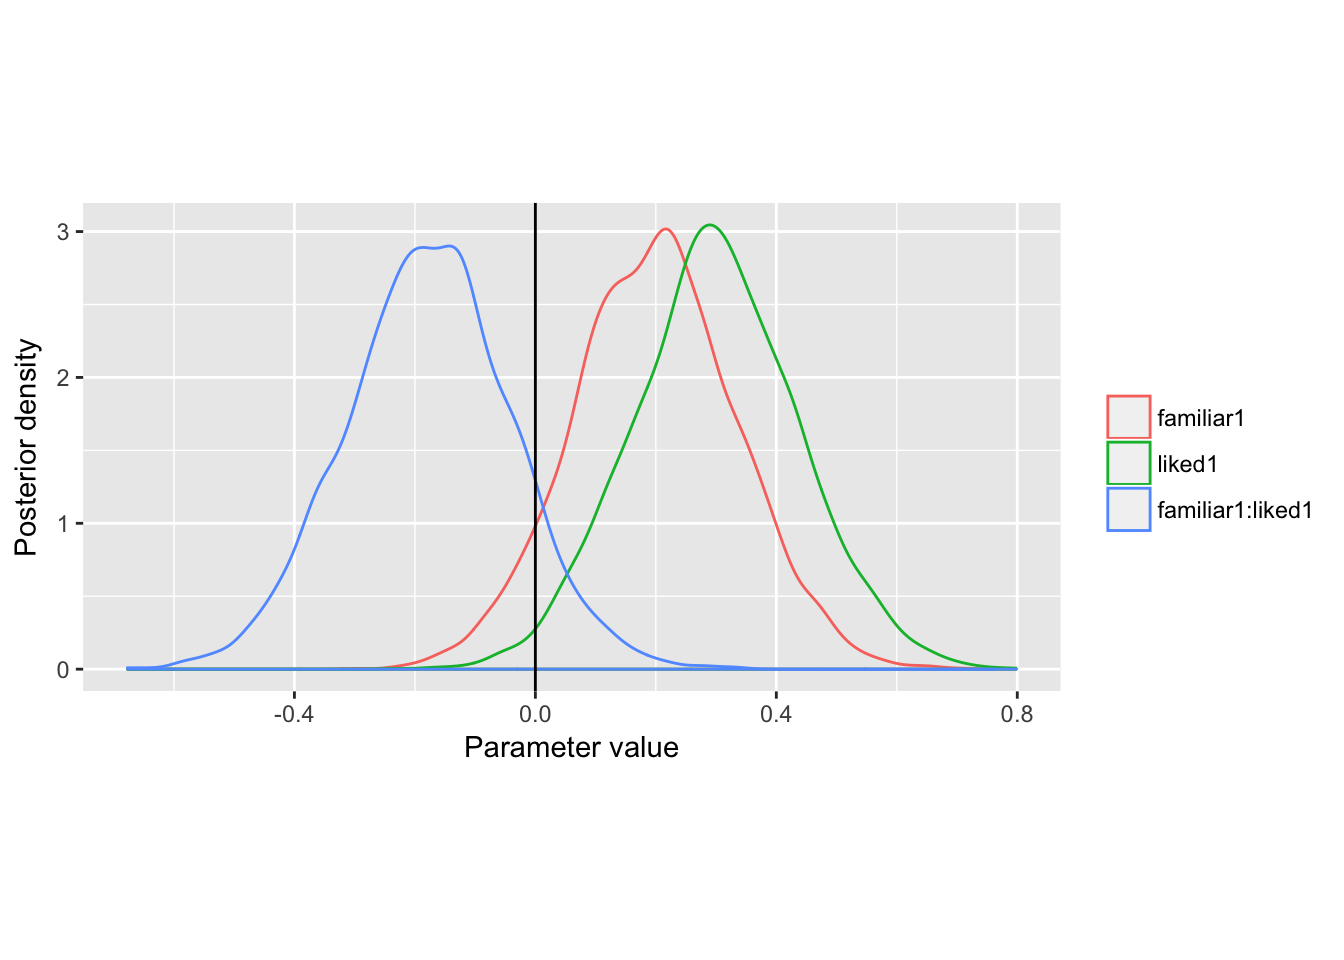 Posterior density
3
2
1
0
-0.4 0.0 0.4 0.8
Parameter value
familiar1
liked1
familiar1:liked1